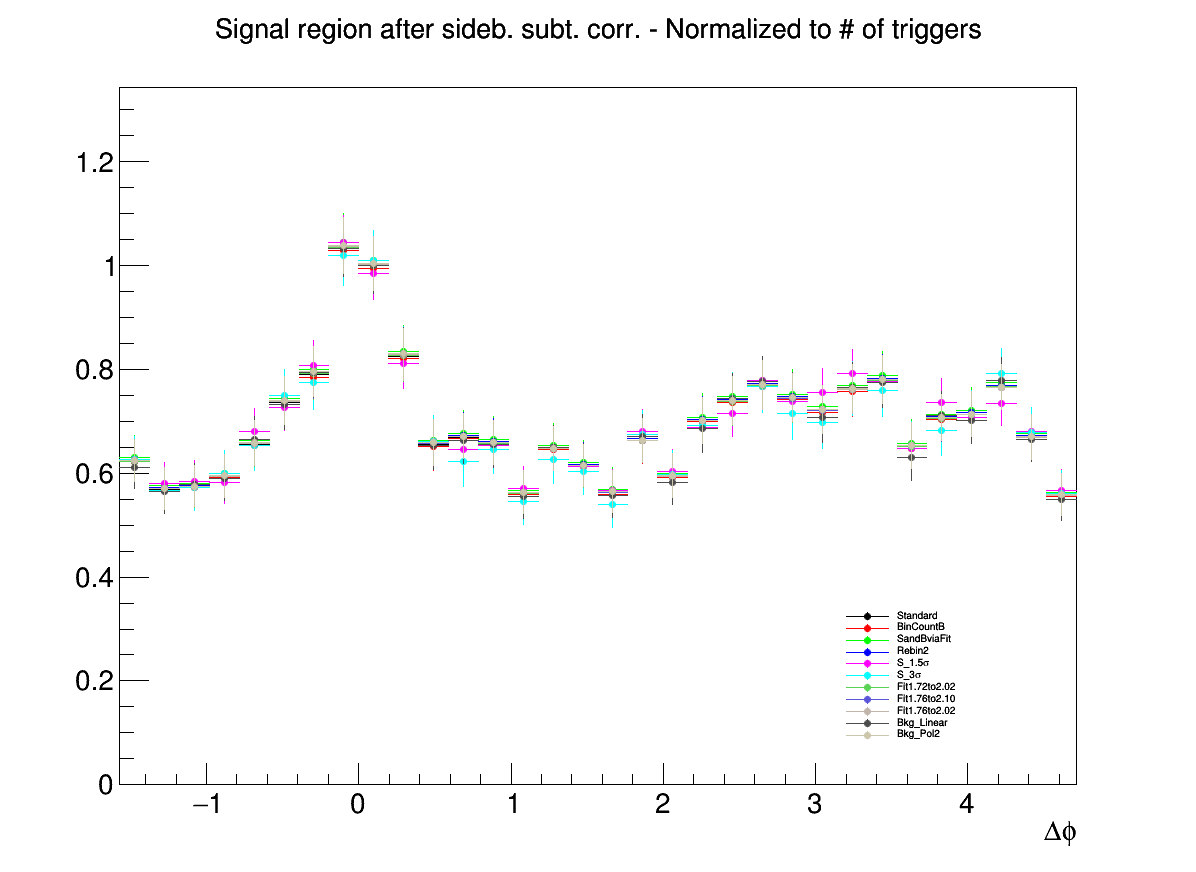 Signal region after sideb. subt. corr. - Normalized to # of triggers
1.2
1
0.8
0.6
0.4
0.2
0
−1
0
1
2
3
4
Δϕ
Standard
BinCountB
SandBviaFit
Rebin2
S_1.5σ
S_3σ
Fit1.72to2.02
Fit1.76to2.10
Fit1.76to2.02
Bkg_Linear
Bkg_Pol2